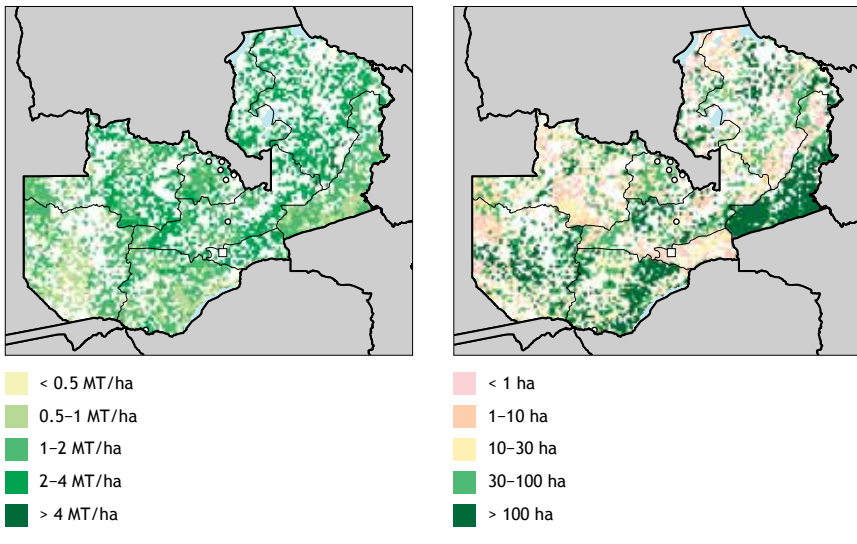 < 0.5 MT/ha
0.5–1 MT/ha
1–2 MT/ha
2–4 MT/ha
> 4 MT/ha
< 1 ha
1–10 ha
10–30 ha
30–100 ha
> 100 ha